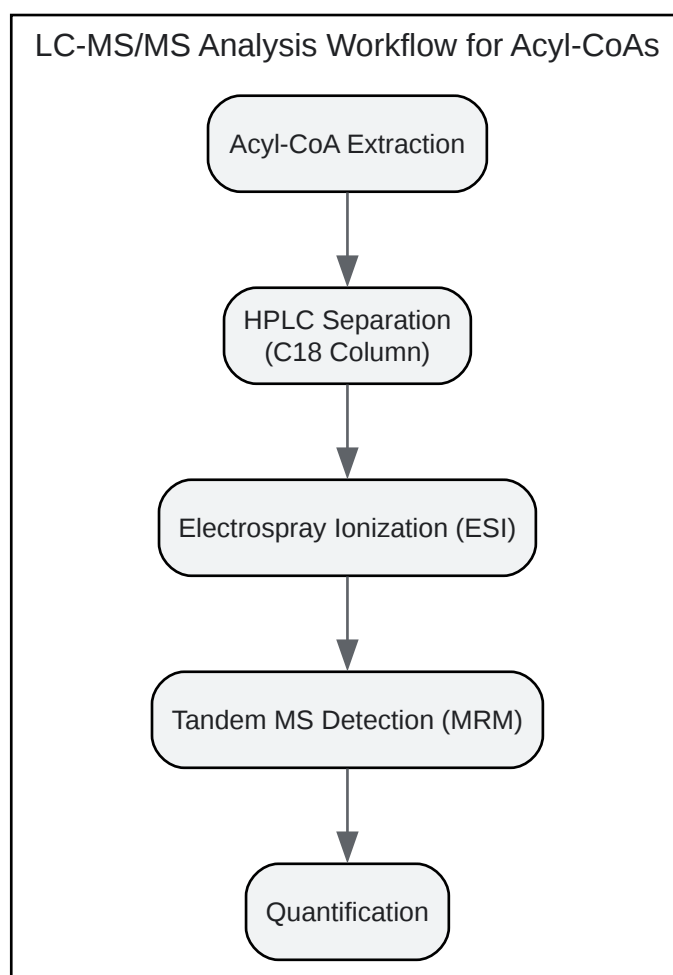 LC-MS/MS Analysis Workflow for Acyl-CoAs
Acyl-CoA Extraction
HPLC Separation
(C18 Column)
Electrospray Ionization (ESI)
Tandem MS Detection (MRM)
Quantification